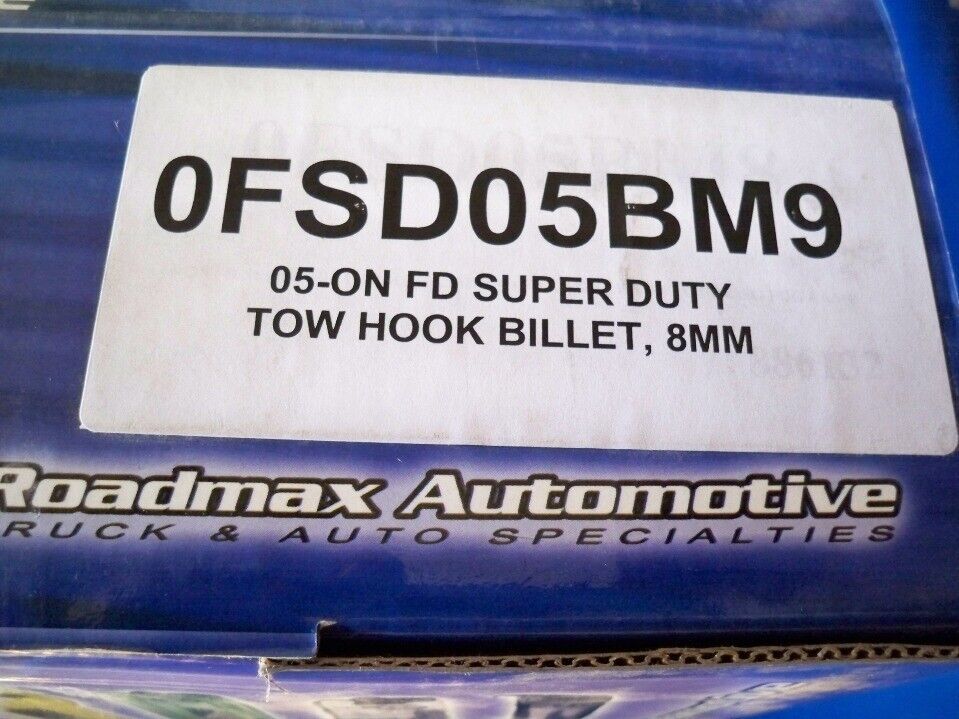 0FSD05BM9
05-ON FD SUPER DUTY
TOW HOOK BILLET, 8MM
Roadmax Automotive
RUCK & AUTO SPECIALTIES